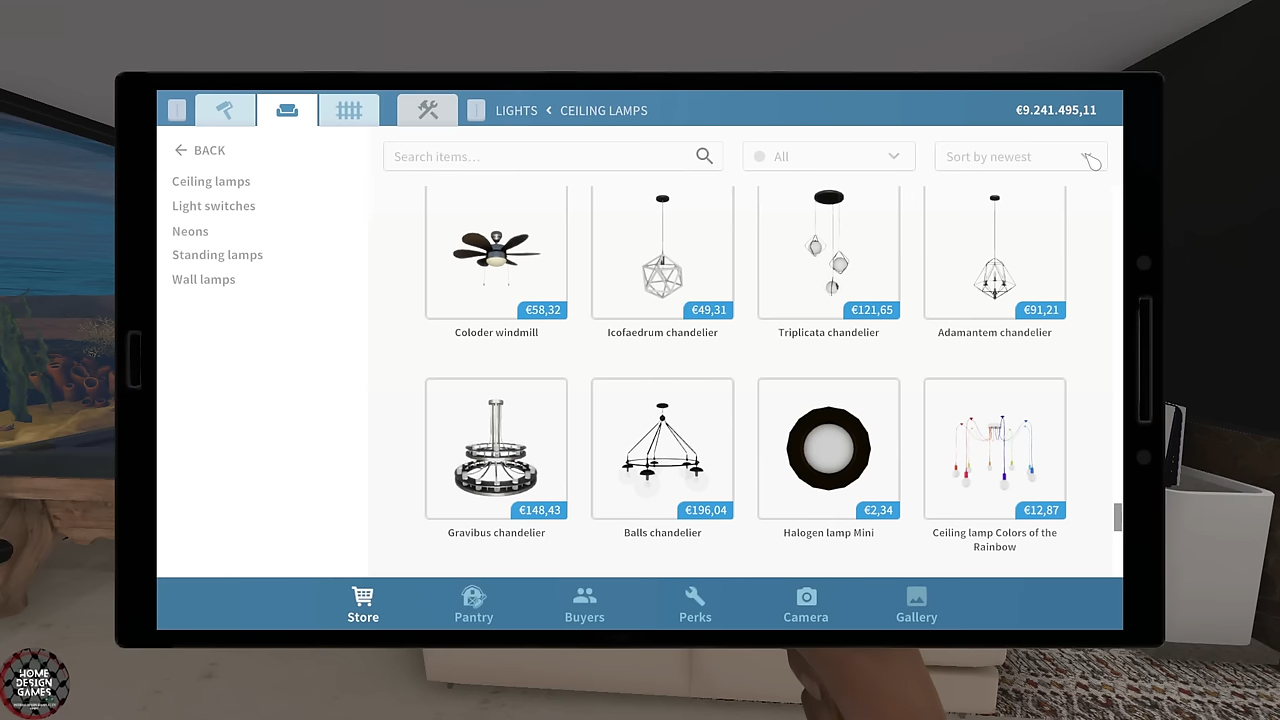 LIGHTS < CEILING LAMPS
€9.241.495,11
BACK
Search items...
All
Sort by newest
Ceiling lamps
Light switches
Neons
Standing lamps
Wall lamps
€58,32
€49,31
€121,65
€91,21
Coloder windmill
Icofaedrum chandelier
Triplicata chandelier
Adamantem chandelier
€148,43
€196,04
€2,34
€12,87
Gravibus chandelier
Balls chandelier
Halogen lamp Mini
Ceiling lamp Colors of the
Rainbow
Store
Pantry
Buyers
Perks
Camera
Gallery
HOME
DESIGN
GAMES